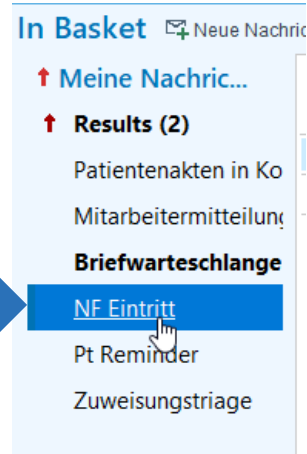 In Basket Neue Nachric
Meine Nachric...
Results (2)
Patientenakten in Ko
Mitarbeitermitteilung
Briefwarteschlange
NF Eintritt
Pt Reminder
Zuweisungstriage